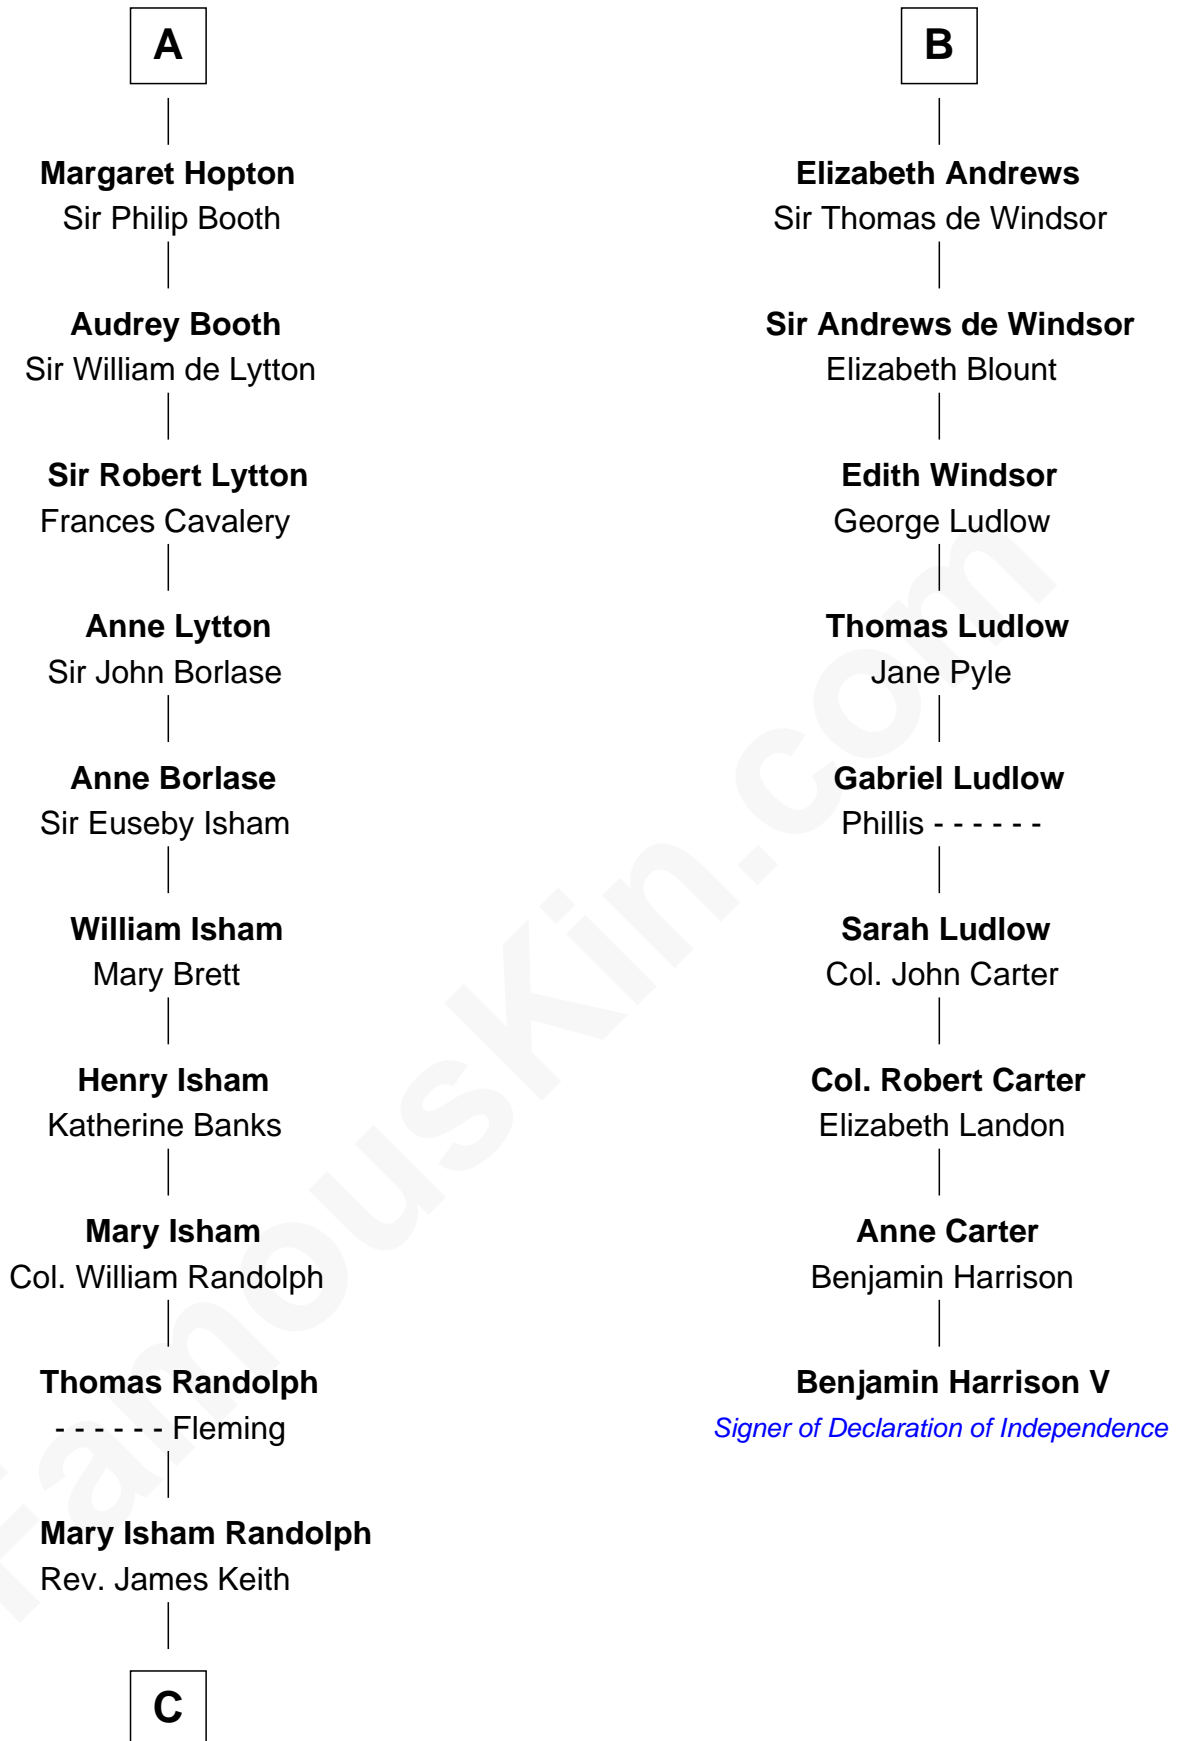 A
Margaret Hopton
Sir Philip Booth
Audrey Booth
Sir William de Lytton
Sir Robert Lytton
Frances Cavalery
Anne Lytton
Sir John Borlase
Anne Borlase
Sir Euseby Isham
William Isham
Mary Brett
Henry Isham
Katherine Banks
Mary Isham
Col. William Randolph
Thomas Randolph
- - - - - - Fleming
Mary Isham Randolph
Rev. James Keith
C
B
Elizabeth Andrews
Sir Thomas de Windsor
Sir Andrews de Windsor
Elizabeth Blount
Edith Windsor
George Ludlow
Thomas Ludlow
Jane Pyle
Gabriel Ludlow
Phillis - - - - - -
Sarah Ludlow
Col. John Carter
Col. Robert Carter
Elizabeth Landon
Anne Carter
Benjamin Harrison
Benjamin Harrison V
Signer of Declaration of Independence
FamousKin.com